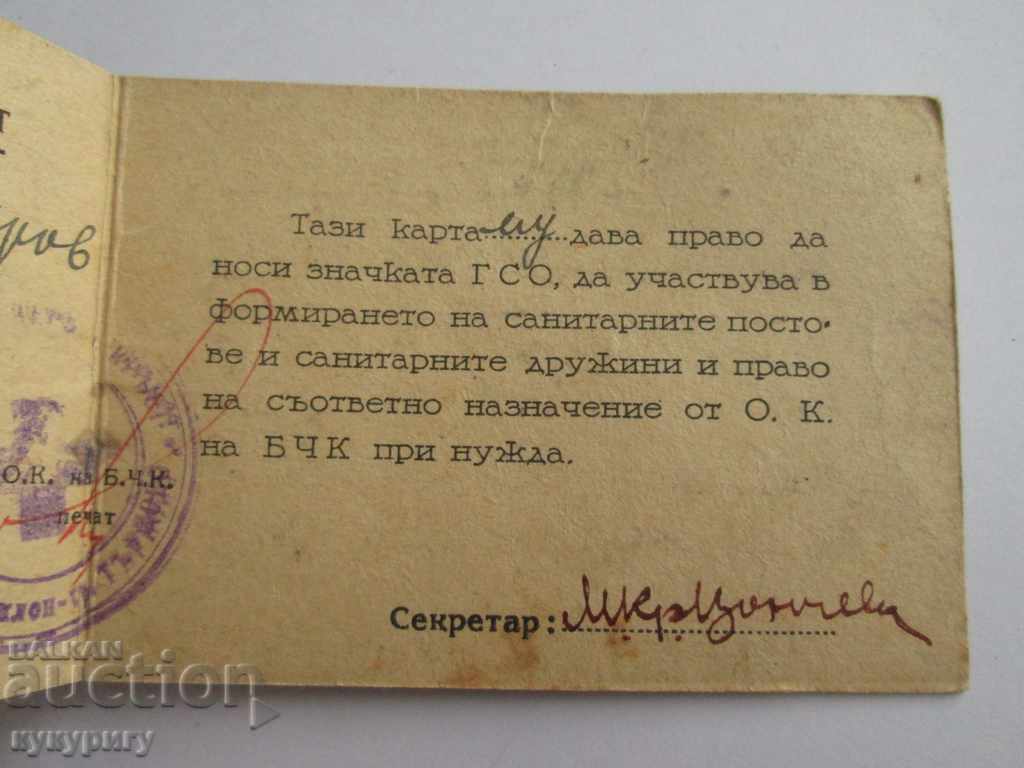 Тази карта му дава право да
носи значката ГСО, да участвува в
формирането на санитарните посто-
ве и санитарните дружини и право
на съответно назначение от О. К.
на БЧК при нужда.
О.К. на Б.Ч.К.
печат
Секретар:
BALKAN
auction
кукуригу